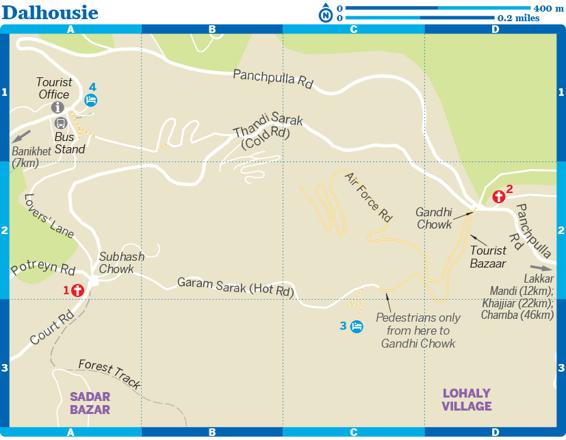 Dalhousie
N
0 400 m
0 0.2 miles
A B C D
1 1
Tourist
Office
4
Panchpulla Rd
Thandi Sarak
(Cold Rd)
Bus
Stand
Banikhet
(7km)
Air Force Rd
2
Lovers' Lane
Gandhi
Chowk
Panchpulla
Rd
2 2
Tourist
Bazaar
Subhash
Chowk
Potreyn Rd
Lakkar
Mandi (12km);
Khajjiar (22km);
Chamba (46km)
1
Garam Sarak (Hot Rd)
Court Rd
3
Pedestrians only
from here to
Gandhi Chowk
Forest Track
3 3
SADAR
BAZAR
LOHALY
VILLAGE
A B C D